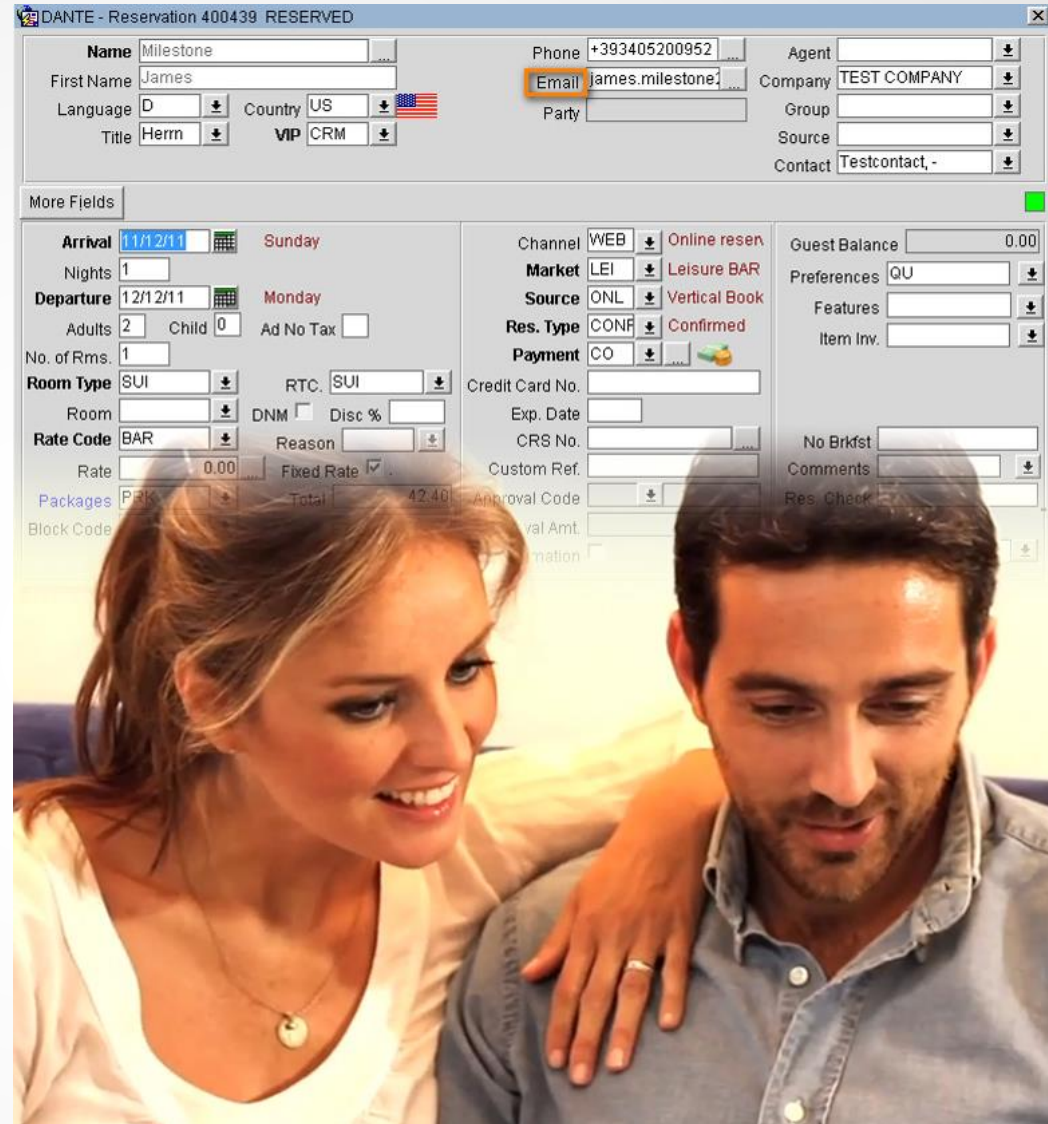 DANTE - Reservation 400439 RESERVED
Name Milestone ...
First Name James
Language D Country US
Title Herrn VIP CRM
Phone +393405200952 ...
Email james.milestone2 ...
Party
Agent
Company TEST COMPANY
Group
Source
Contact Testcontact, -
More Fields
Arrival 11/12/11 Sunday
Nights 1
Departure 12/12/11 Monday
Adults 2 Child 0 Ad No Tax
No. of Rms. 1
Room Type SUI RTC. SUI
Room DNM Disc %
Rate Code BAR Reason
Rate 0.00 ... Fixed Rate
Packages PRK Total 42.40
Block Code
Channel WEB Online reserv
Market LEI Leisure BAR
Source ONL Vertical Book
Res. Type CONF Confirmed
Payment CO ...
Credit Card No.
Exp. Date
CRS No. ...
Custom Ref.
Approval Code
val Amt.
mation
Guest Balance 0.00
Preferences QU
Features
Item Inv.
No Brkfst
Comments
Res. Check